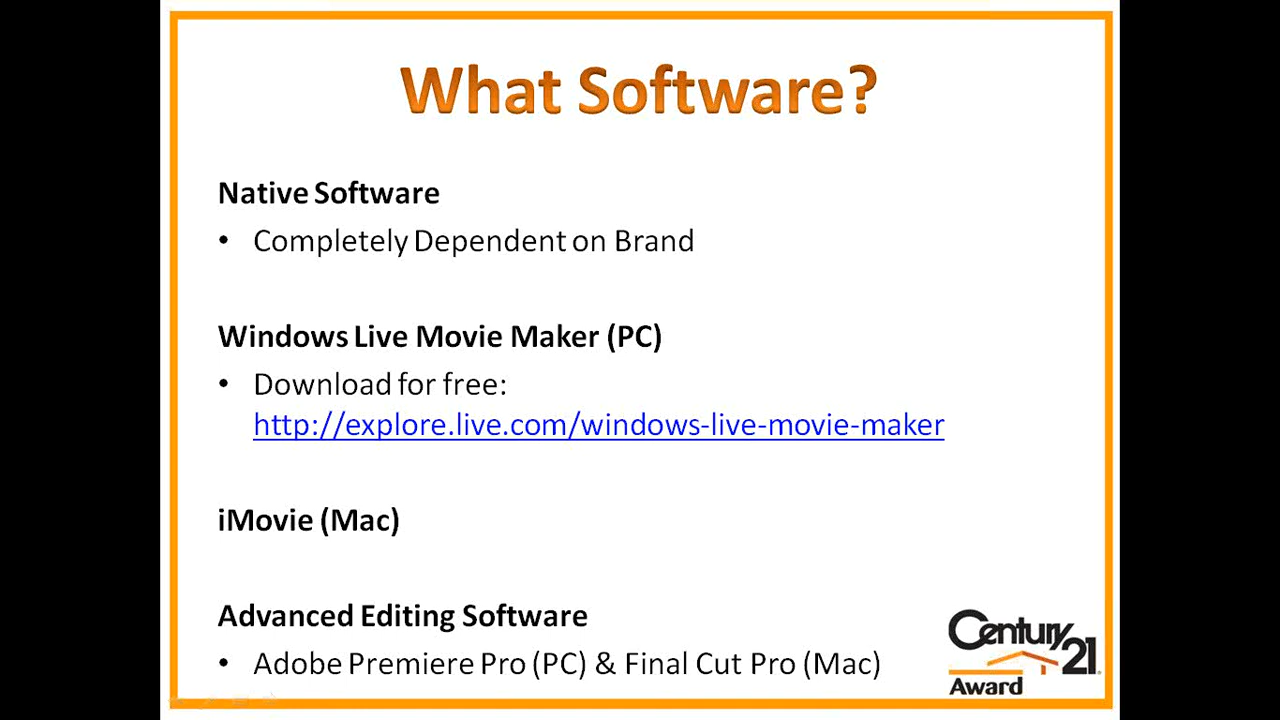 What Software?
Native Software
• Completely Dependent on Brand
Windows Live Movie Maker (PC)
• Download for free:
http://explore.live.com/windows-live-movie-maker
iMovie (Mac)
Advanced Editing Software
• Adobe Premiere Pro (PC) & Final Cut Pro (Mac)
Century 21
Award